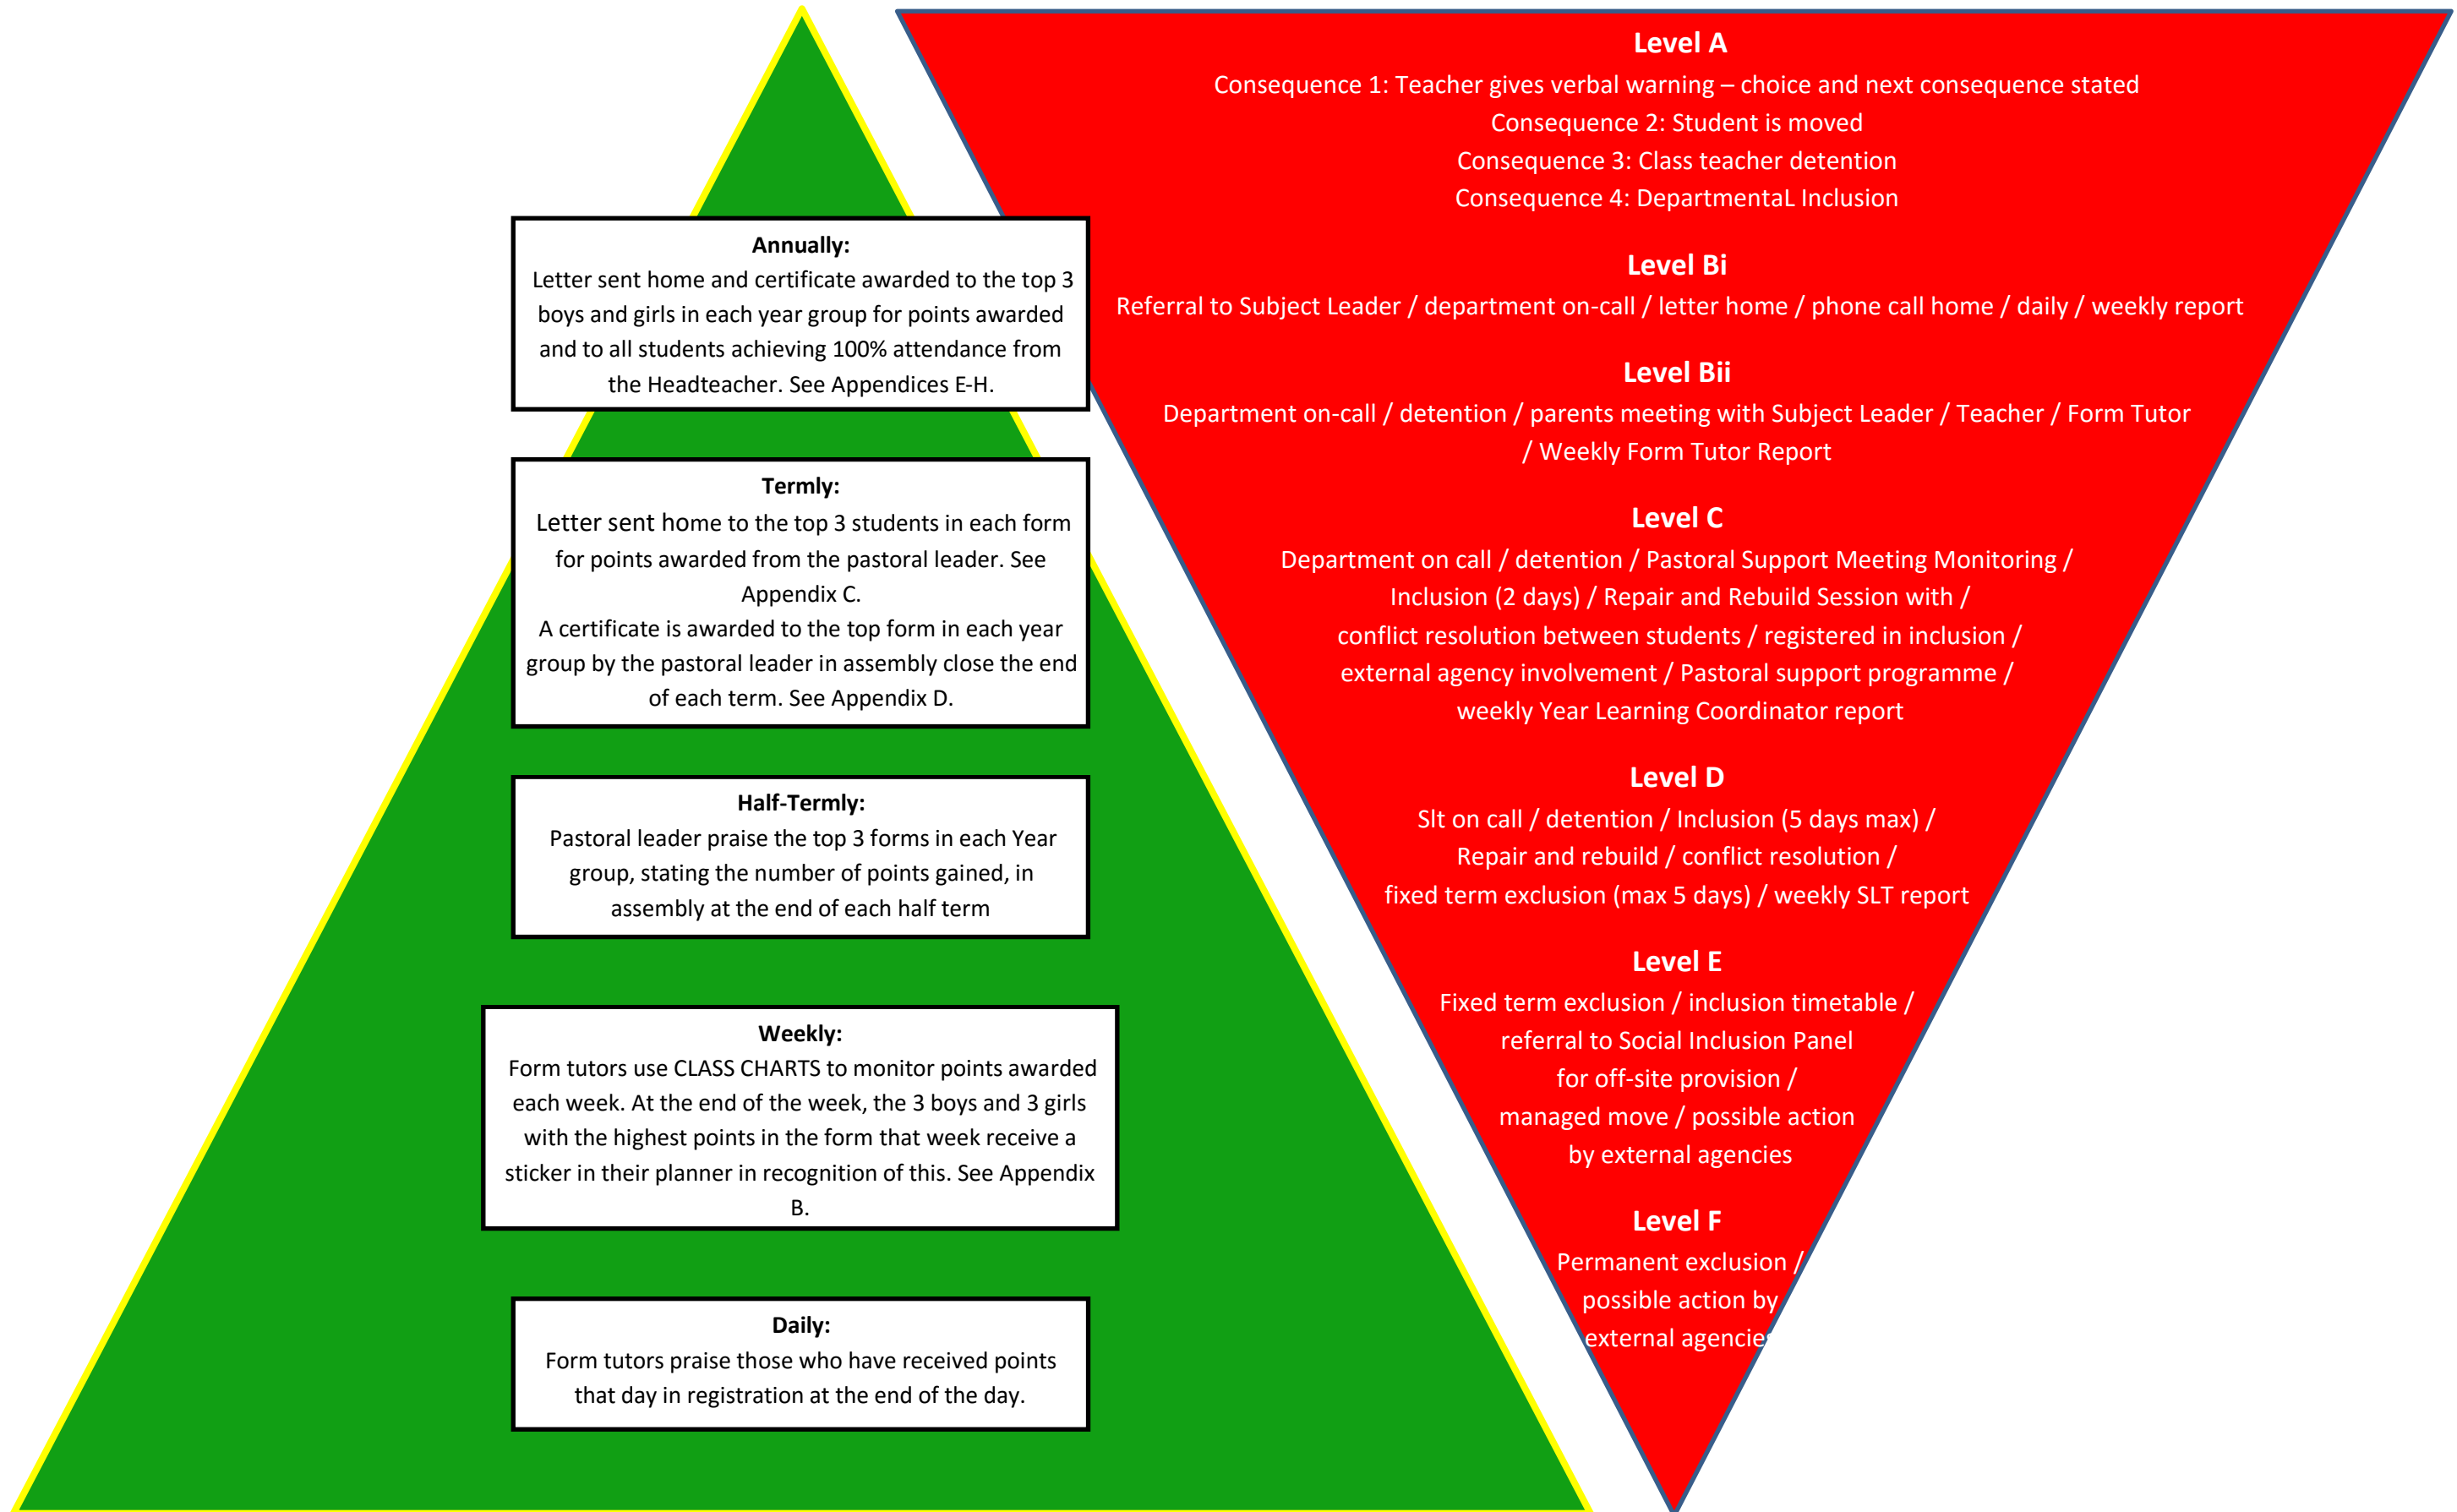 Annually:
Letter sent home and certificate awarded to the top 3
boys and girls in each year group for points awarded
and to all students achieving 100% attendance from
the Headteacher. See Appendices E-H.
Termly:
Letter sent home to the top 3 students in each form
for points awarded from the pastoral leader. See
Appendix C.
A certificate is awarded to the top form in each year
group by the pastoral leader in assembly close the end
of each term. See Appendix D.
Half-Termly:
Pastoral leader praise the top 3 forms in each Year
group, stating the number of points gained, in
assembly at the end of each half term
Weekly:
Form tutors use CLASS CHARTS to monitor points awarded
each week. At the end of the week, the 3 boys and 3 girls
with the highest points in the form that week receive a
sticker in their planner in recognition of this. See Appendix
B.
Daily:
Form tutors praise those who have received points
that day in registration at the end of the day.
Level A
Consequence 1: Teacher gives verbal warning – choice and next consequence stated
Consequence 2: Student is moved
Consequence 3: Class teacher detention
Consequence 4: DepartmentaL Inclusion
Level Bi
Referral to Subject Leader / department on-call / letter home / phone call home / daily / weekly report
Level Bii
Department on-call / detention / parents meeting with Subject Leader / Teacher / Form Tutor
/ Weekly Form Tutor Report
Level C
Department on call / detention / Pastoral Support Meeting Monitoring /
Inclusion (2 days) / Repair and Rebuild Session with /
conflict resolution between students / registered in inclusion /
external agency involvement / Pastoral support programme /
weekly Year Learning Coordinator report
Level D
Slt on call / detention / Inclusion (5 days max) /
Repair and rebuild / conflict resolution /
fixed term exclusion (max 5 days) / weekly SLT report
Level E
Fixed term exclusion / inclusion timetable /
referral to Social Inclusion Panel
for off-site provision /
managed move / possible action
by external agencies
Level F
Permanent exclusion /
possible action by
external agencies